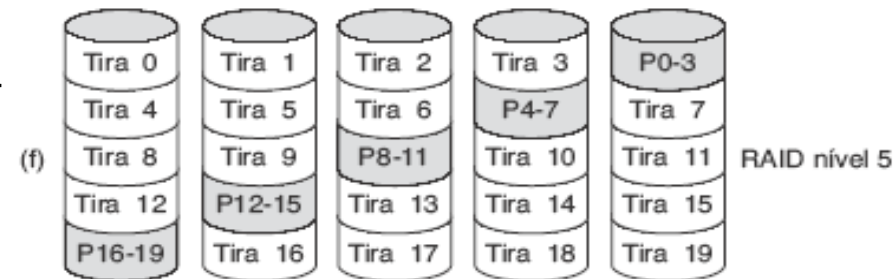 Tira 0 Tira 1 Tira 2 Tira 3 P0-3
Tira 4 Tira 5 Tira 6 P4-7 Tira 7
(f) Tira 8 Tira 9 P8-11 Tira 10 Tira 11 RAID nível 5
Tira 12 P12-15 Tira 13 Tira 14 Tira 15
P16-19 Tira 16 Tira 17 Tira 18 Tira 19